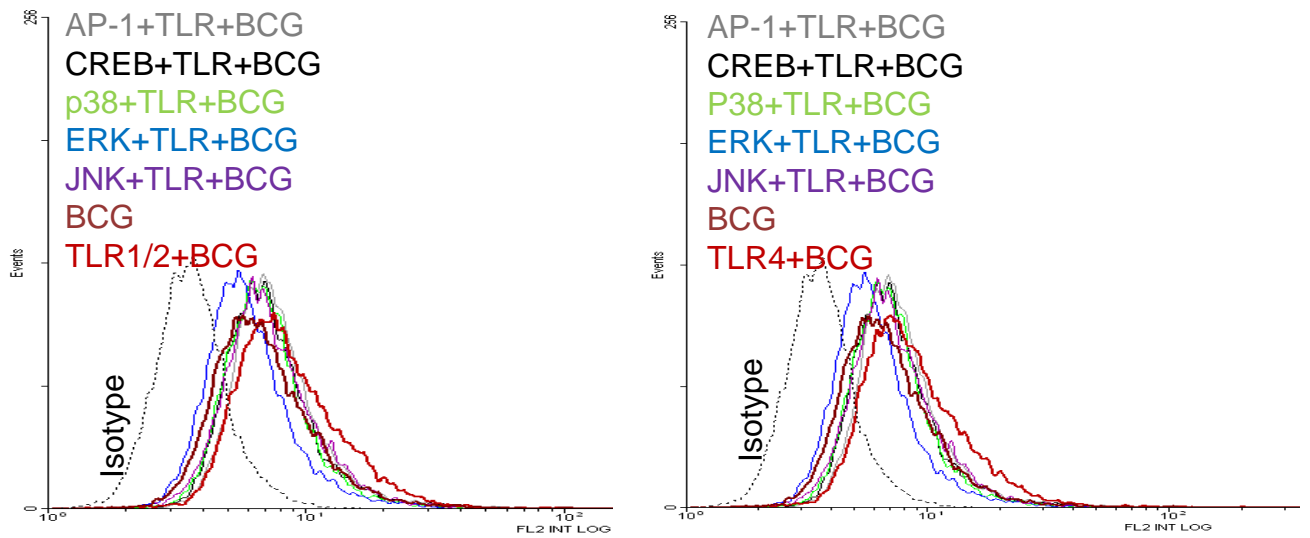 256
AP-1+TLR+BCG
CREB+TLR+BCG
p38+TLR+BCG
ERK+TLR+BCG
JNK+TLR+BCG
BCG
TLR1/2+BCG
Events
Isotype
0
10⁰
10¹
10²
FL2 INT LOG
256
AP-1+TLR+BCG
CREB+TLR+BCG
P38+TLR+BCG
ERK+TLR+BCG
JNK+TLR+BCG
BCG
TLR4+BCG
Events
Isotype
0
10⁰
10¹
10²
FL2 INT LOG